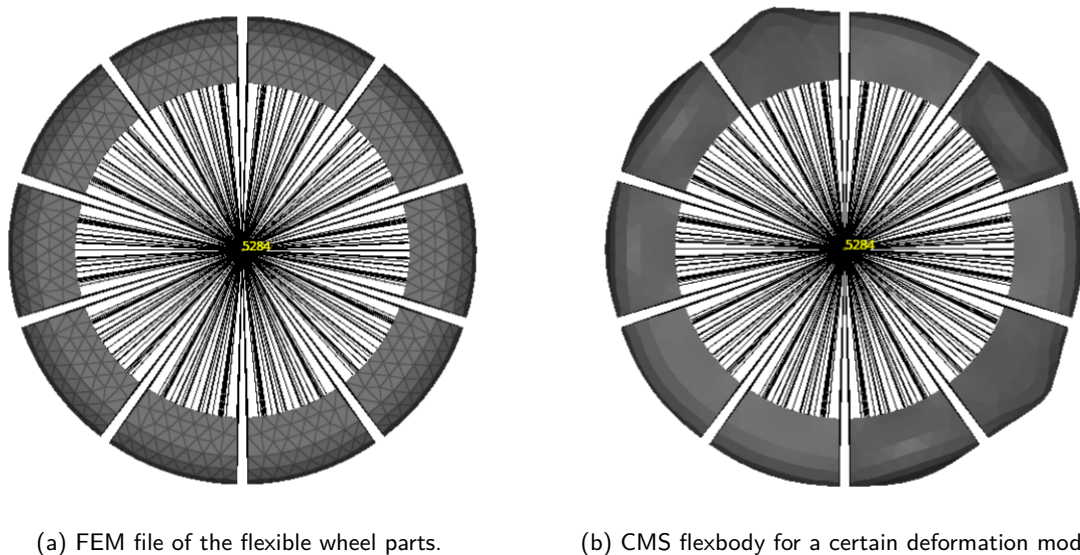 5284
5284
(a) FEM file of the flexible wheel parts.
(b) CMS flexbody for a certain deformation mod